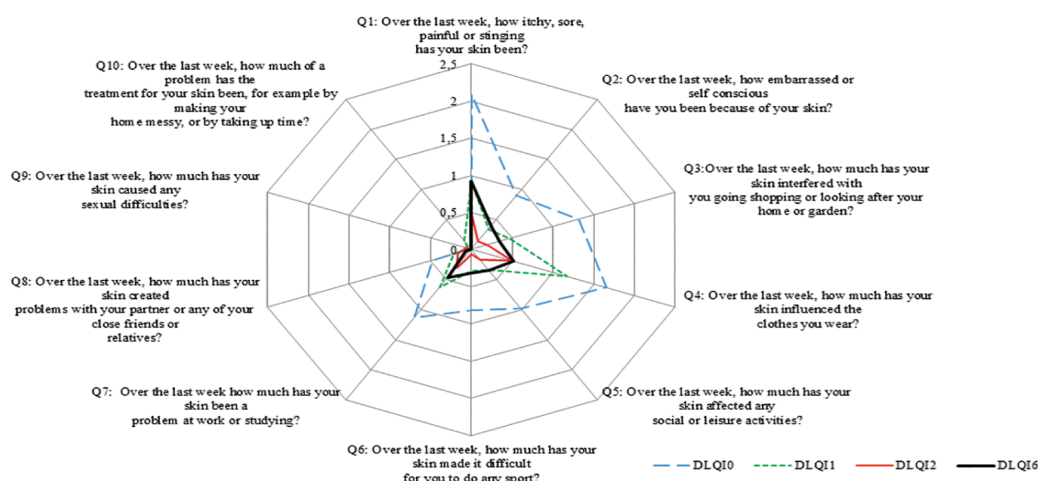 Q1: Over the last week, how itchy, sore,
painful or stinging
has your skin been?
Q10: Over the last week, how much of a
problem has the
treatment for your skin been, for example by
making your
home messy, or by taking up time?
Q2: Over the last week, how embarrassed or
self conscious
have you been because of your skin?
Q9: Over the last week, how much has your
skin caused any
sexual difficulties?
Q3:Over the last week, how much has your
skin interfered with
you going shopping or looking after your
home or garden?
2,5
2
1,5
1
0,5
0
Q8: Over the last week, how much has your
skin created
problems with your partner or any of your
close friends or
relatives?
Q4: Over the last week, how much has your
skin influenced the
clothes you wear?
Q7: Over the last week how much has your
skin been a
problem at work or studying?
Q5: Over the last week, how much has your
skin affected any
social or leisure activities?
Q6: Over the last week, how much has your
skin made it difficult
for you to do any sport?
DLQI0
DLQI1
DLQI2
DLQI6